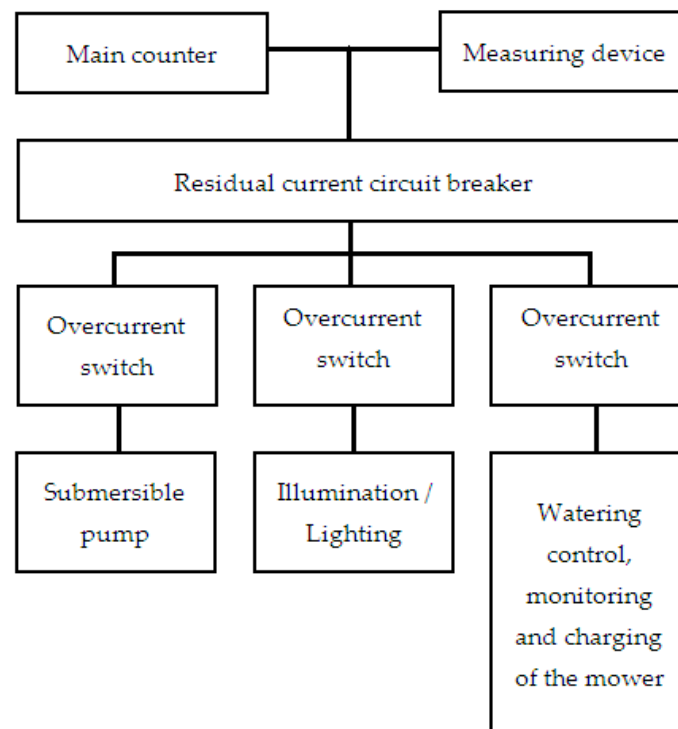 Main counter
Measuring device
Residual current circuit breaker
Overcurrent
switch
Overcurrent
switch
Overcurrent
switch
Submersible
pump
Illumination /
Lighting
Watering
control,
monitoring
and charging
of the mower